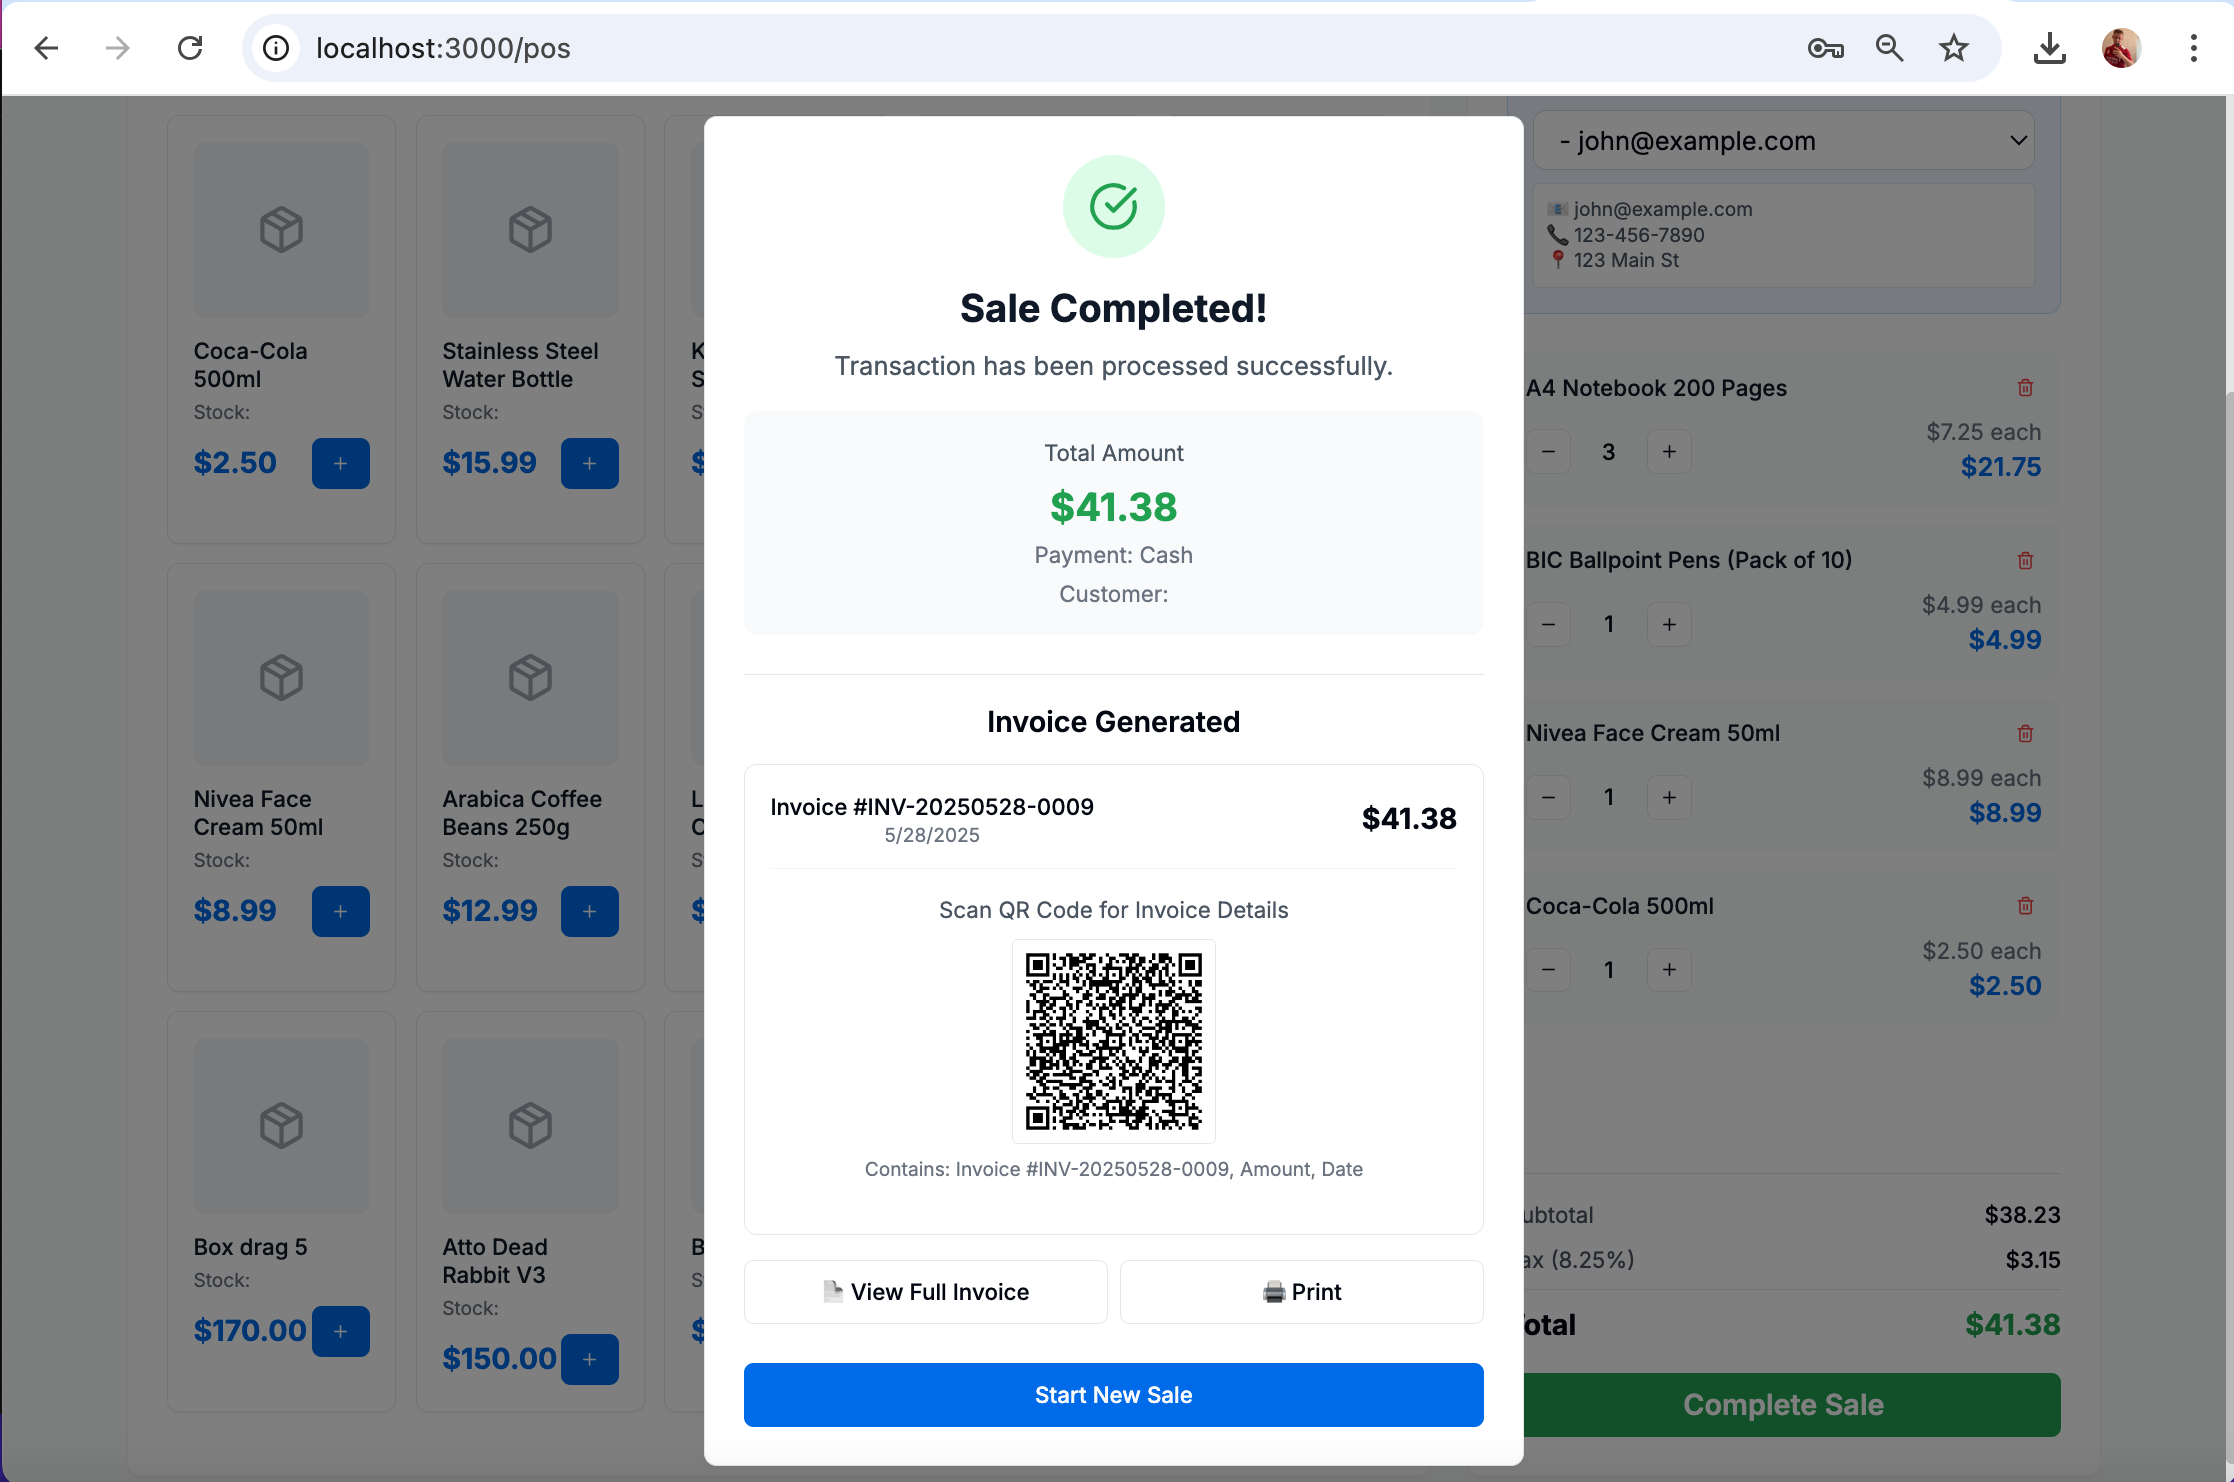 localhost:3000/pos
Coca-Cola
500ml
Stock:
$2.50
+
Stainless Steel
Water Bottle
Stock:
$15.99
+
Nivea Face
Cream 50ml
Stock:
$8.99
+
Arabica Coffee
Beans 250g
Stock:
$12.99
+
Box drag 5
Stock:
$170.00
+
Atto Dead
Rabbit V3
Stock:
$150.00
+
Sale Completed!
Transaction has been processed successfully.
Total Amount
$41.38
Payment: Cash
Customer:
Invoice Generated
Invoice #INV-20250528-0009
5/28/2025
$41.38
Scan QR Code for Invoice Details
Contains: Invoice #INV-20250528-0009, Amount, Date
View Full Invoice
Print
Start New Sale
- john@example.com
john@example.com
123-456-7890
123 Main St
A4 Notebook 200 Pages
$7.25 each
− 3 +
$21.75
BIC Ballpoint Pens (Pack of 10)
$4.99 each
− 1 +
$4.99
Nivea Face Cream 50ml
$8.99 each
− 1 +
$8.99
Coca-Cola 500ml
$2.50 each
− 1 +
$2.50
ubtotal $38.23
ax (8.25%) $3.15
otal $41.38
Complete Sale